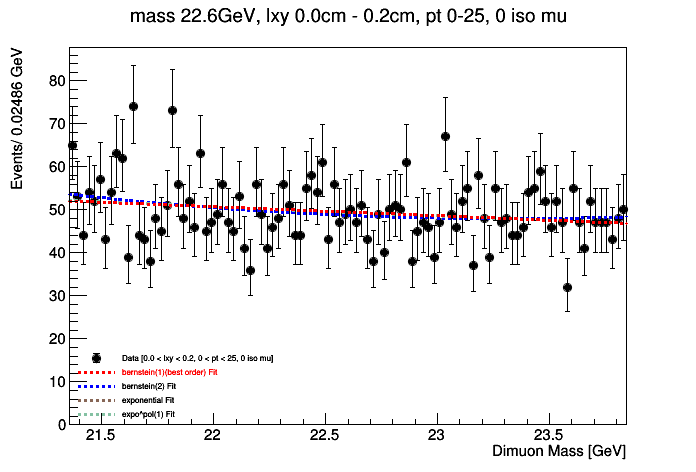 mass 22.6GeV, lxy 0.0cm - 0.2cm, pt 0-25, 0 iso mu
Events/ 0.02486 GeV
80
70
60
50
40
30
20
10
0
Data [0.0 < lxy < 0.2, 0 < pt < 25, 0 iso mu]
bernstein(1)(best order) Fit
bernstein(2) Fit
exponential Fit
expo^pol(1) Fit
21.5 22 22.5 23 23.5
Dimuon Mass [GeV]